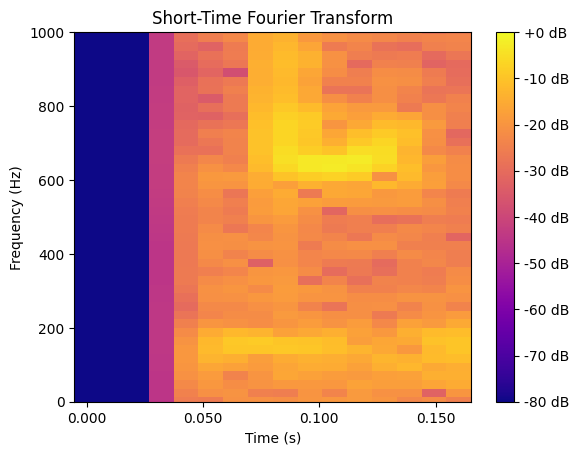 Short-Time Fourier Transform
1000
800
600
400
200
0
Frequency (Hz)
0.000
0.050
0.100
0.150
Time (s)
+0 dB
-10 dB
-20 dB
-30 dB
-40 dB
-50 dB
-60 dB
-70 dB
-80 dB